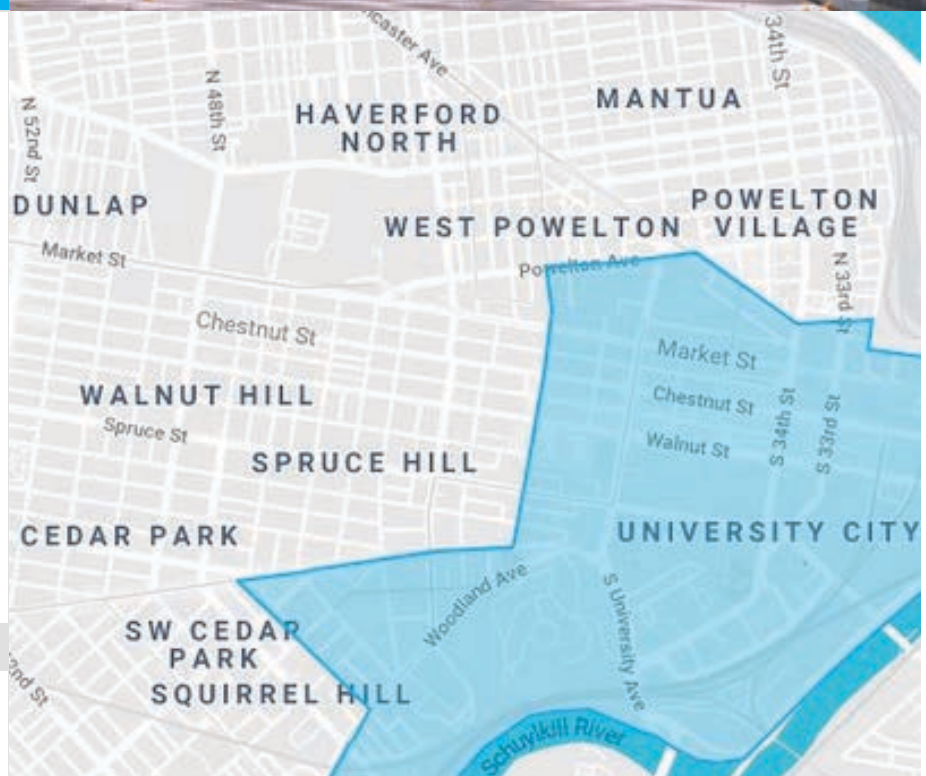 34th St
N 48th St
N 52nd St
HAVERFORD
NORTH
MANTUA
DUNLAP
POWELTON
VILLAGE
WEST POWELTON
Market St
Powelton Ave
N 33rd St
Chestnut St
Market St
WALNUT HILL
Chestnut St
Spruce St
Walnut St
S 34th St
S 33rd St
SPRUCE HILL
CEDAR PARK
UNIVERSITY CITY
Woodland Ave
S University Ave
SW CEDAR
PARK
SQUIRREL HILL
Schuylkill River